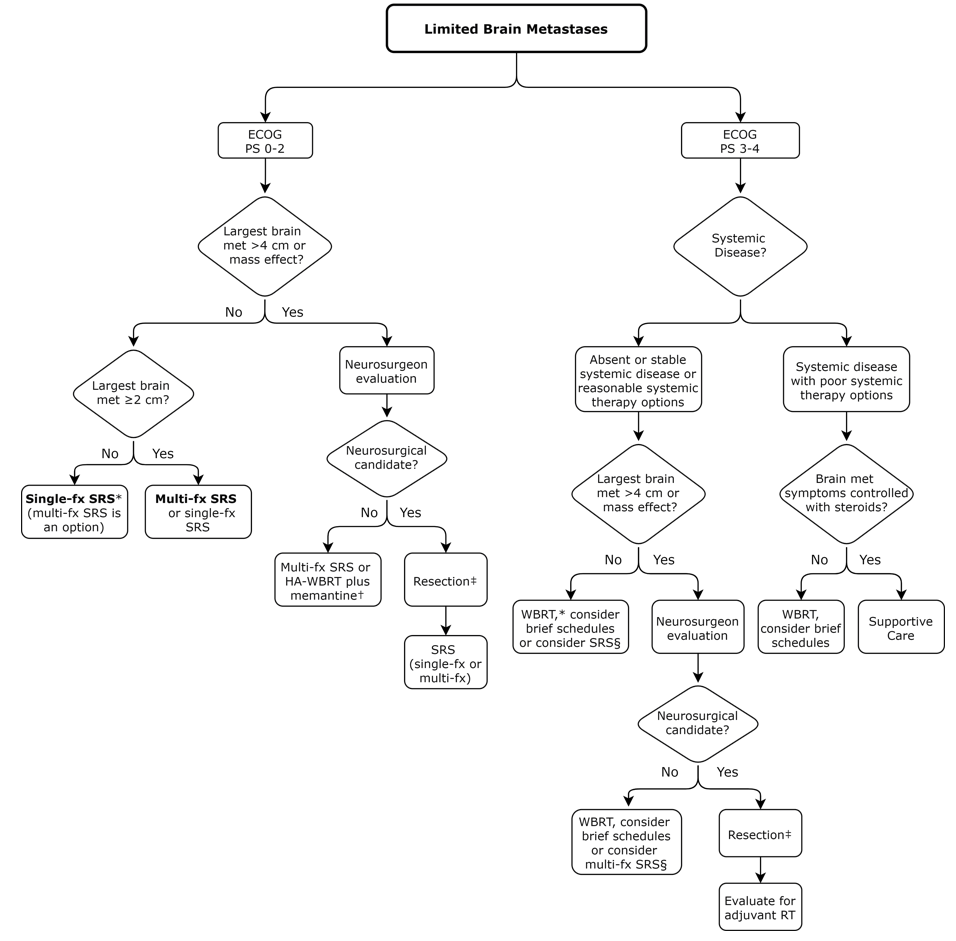 Limited Brain Metastases
ECOG
PS 0-2
Largest brain
met >4 cm or
mass effect?
No
Yes
Largest brain
met ≥2 cm?
No
Yes
Single-fx SRS*
(multi-fx SRS is
an option)
Multi-fx SRS
or single-fx
SRS
Neurosurgeon
evaluation
Neurosurgical
candidate?
No
Yes
Multi-fx SRS or
HA-WBRT plus
memantine†
Resection‡
SRS
(single-fx or
multi-fx)
ECOG
PS 3-4
Systemic
Disease?
Absent or stable
systemic disease or
reasonable systemic
therapy options
Largest brain
met >4 cm or
mass effect?
No
Yes
WBRT,* consider
brief schedules
or consider SRS§
Neurosurgeon
evaluation
Neurosurgical
candidate?
No
Yes
WBRT, consider
brief schedules
or consider
multi-fx SRS§
Resection‡
Evaluate for
adjuvant RT
Systemic disease
with poor systemic
therapy options
Brain met
symptoms controlled
with steroids?
No
Yes
WBRT,
consider brief
schedules
Supportive
Care